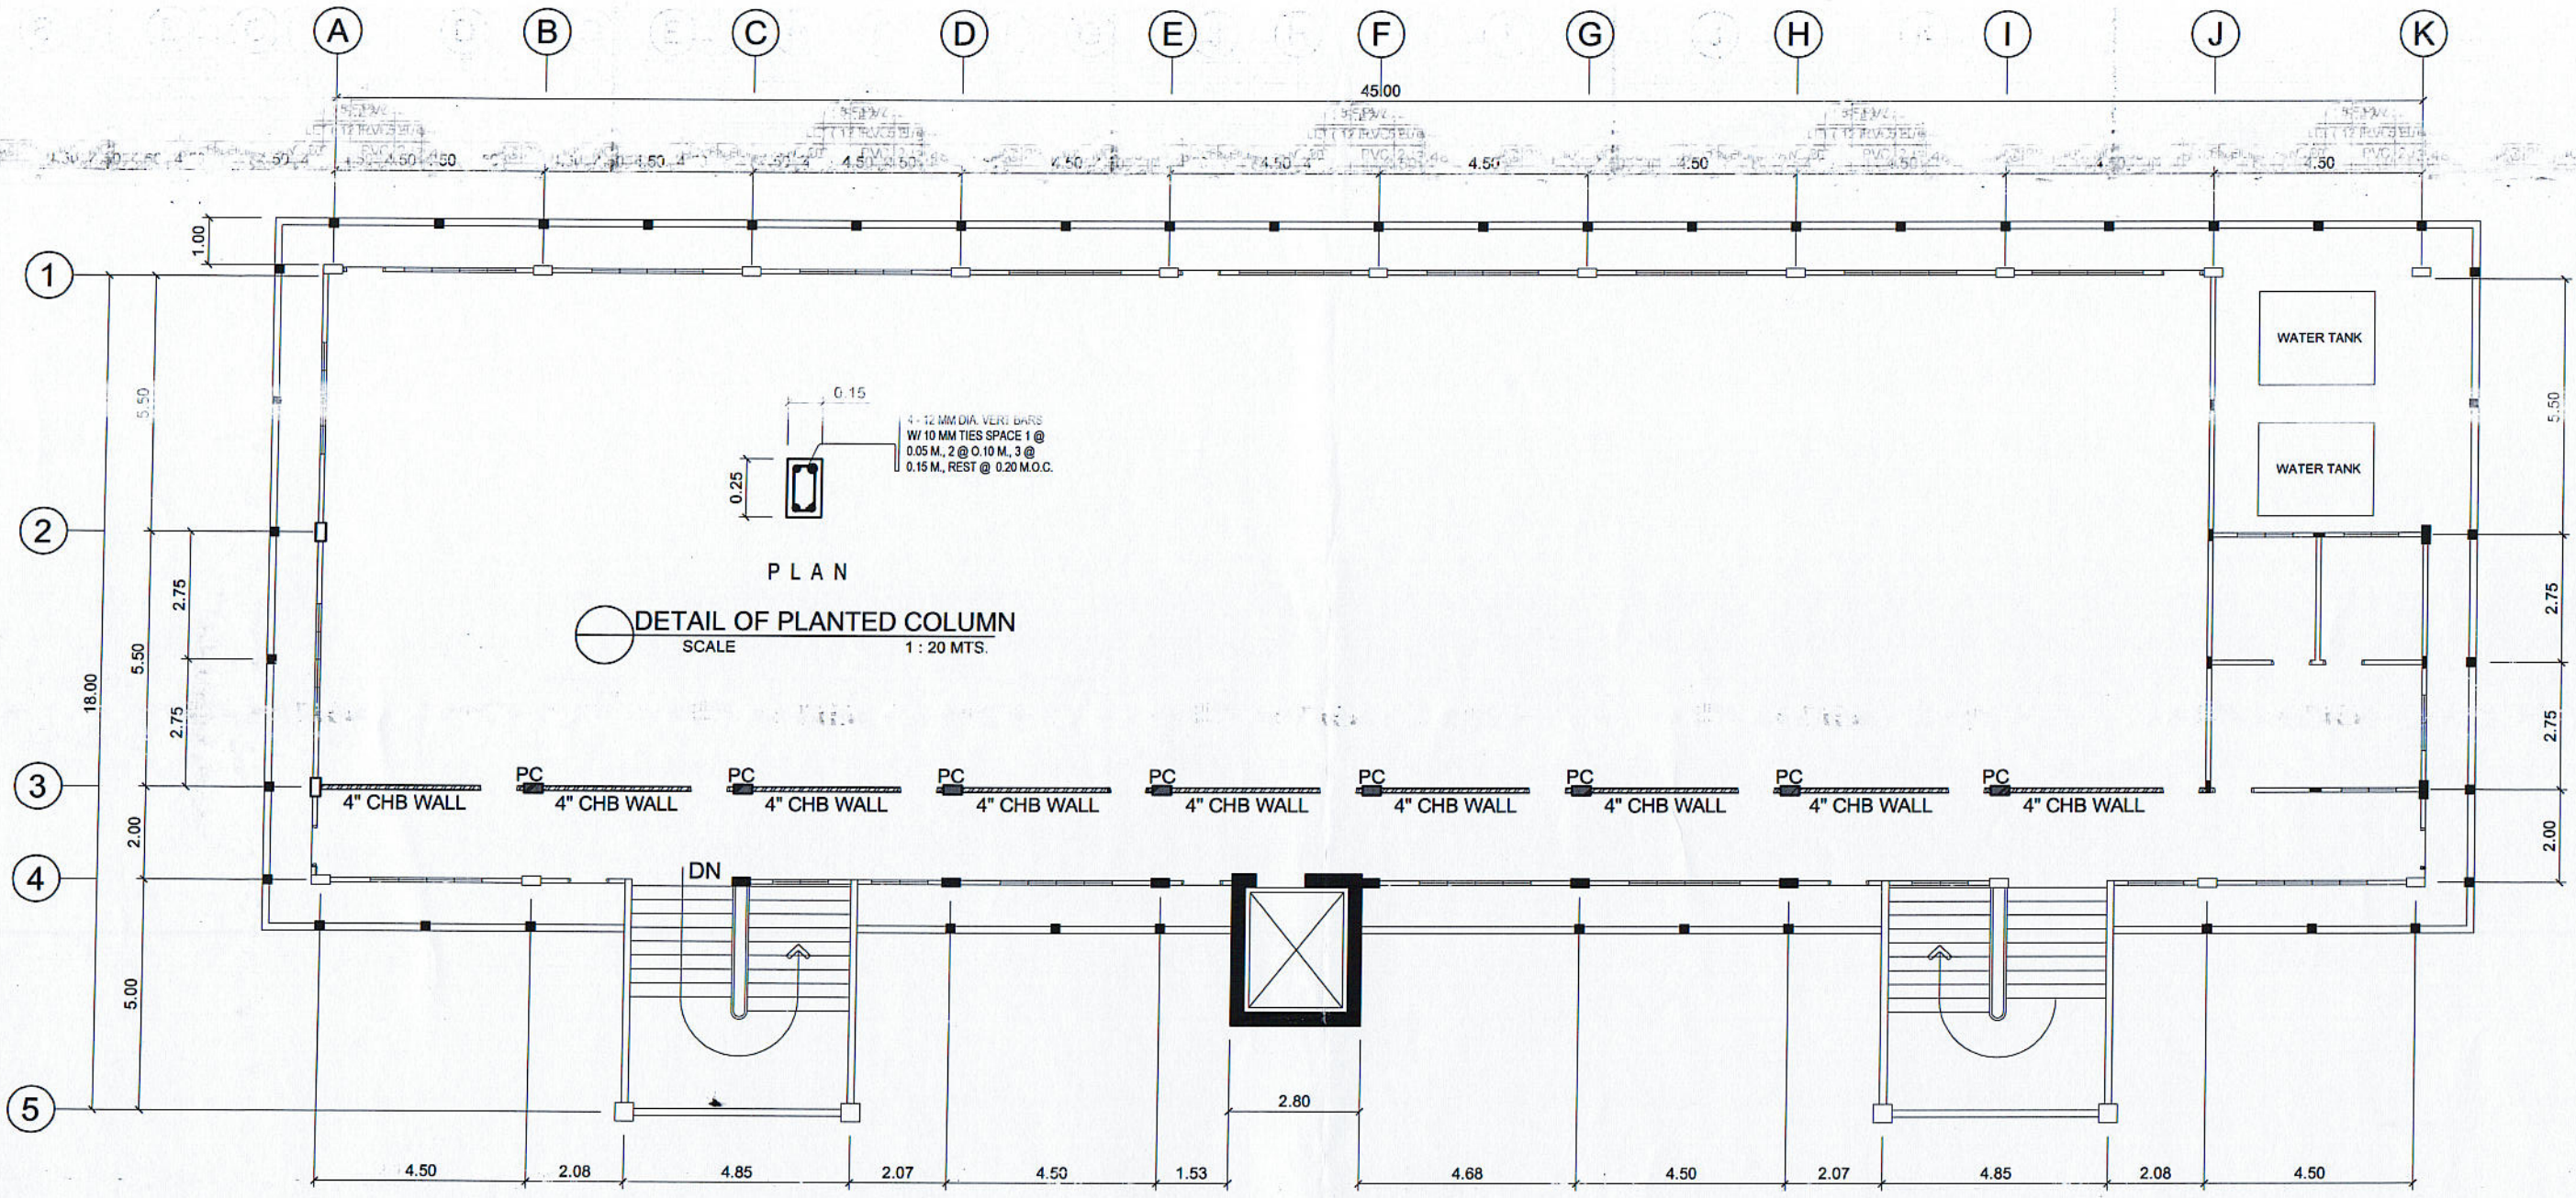 A B C D E F G H I J K
45.00
4.50 4.50 4.50 4.50 4.50 4.50 4.50 4.50 4.50 4.50
1.00
1
5.50
WATER TANK
5.50
0.15
4 - 12 MM DIA. VERT BARS
W/ 10 MM TIES SPACE 1 @
0.05 M., 2 @ O.10 M., 3 @
0.15 M., REST @ 0.20 M.O.C.
0.25
WATER TANK
2
P L A N
2.75
2.75
DETAIL OF PLANTED COLUMN
SCALE 1 : 20 MTS.
5.50
18.00
2.75
2.75
3
PC PC PC PC PC PC PC PC
4" CHB WALL 4" CHB WALL 4" CHB WALL 4" CHB WALL 4" CHB WALL 4" CHB WALL 4" CHB WALL 4" CHB WALL 4" CHB WALL
2.00
2.00
4
DN
5.00
5
2.80
4.50 2.08 4.85 2.07 4.50 1.53 4.68 4.50 2.07 4.85 2.08 4.50